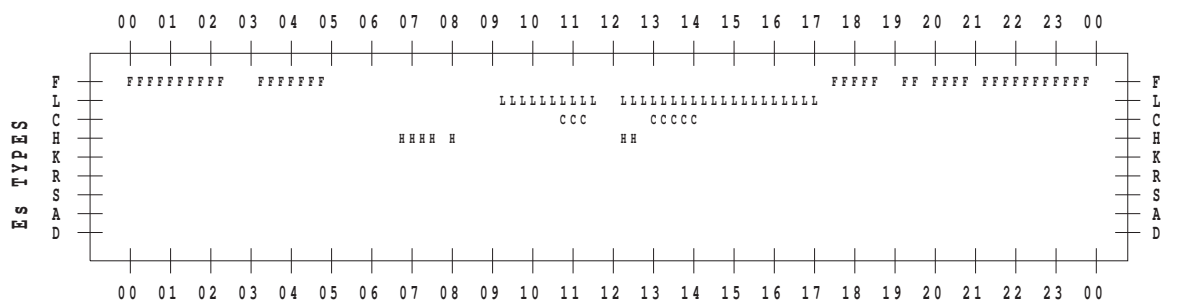 00 01 02 03 04 05 06 07 08 09 10 11 12 13 14 15 16 17 18 19 20 21 22 23 00
F FFFFFFFFFF FFFFFFF FFFFF FF FFFF FFFFFFFFFFF F
L LLLLLLLLLL LLLLLLLLLLLLLLLLLLLL L
C CCC CCCCC C
H HHHH H HH H
K K
R R
S S
A A
D D
Es TYPES
00 01 02 03 04 05 06 07 08 09 10 11 12 13 14 15 16 17 18 19 20 21 22 23 00